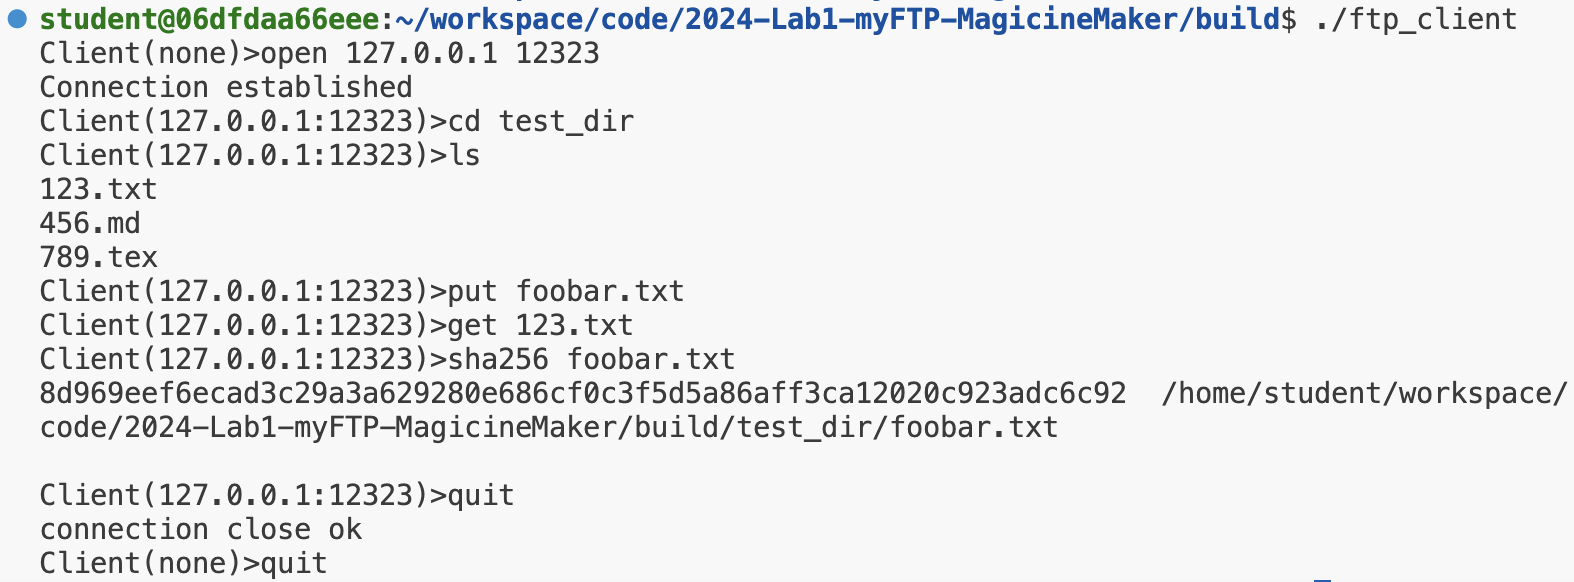 student@06dfdaa66eee:~/workspace/code/2024-Lab1-myFTP-MagicineMaker/build$ ./ftp_client
Client(none)>open 127.0.0.1 12323
Connection established
Client(127.0.0.1:12323)>cd test_dir
Client(127.0.0.1:12323)>ls
123.txt
456.md
789.tex
Client(127.0.0.1:12323)>put foobar.txt
Client(127.0.0.1:12323)>get 123.txt
Client(127.0.0.1:12323)>sha256 foobar.txt
8d969eef6ecad3c29a3a629280e686cf0c3f5d5a86aff3ca12020c923adc6c92  /home/student/workspace/
code/2024-Lab1-myFTP-MagicineMaker/build/test_dir/foobar.txt
Client(127.0.0.1:12323)>quit
connection close ok
Client(none)>quit